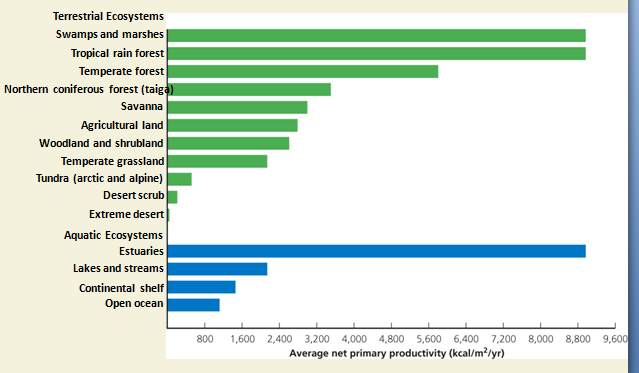 Terrestrial Ecosystems
Swamps and marshes
Tropical rain forest
Temperate forest
Northern coniferous forest (taiga)
Savanna
Agricultural land
Woodland and shrubland
Temperate grassland
Tundra (arctic and alpine)
Desert scrub
Extreme desert
Aquatic Ecosystems
Estuaries
Lakes and streams
Continental shelf
Open ocean
800 1,600 2,400 3,200 4,000 4,800 5,600 6,400 7,200 8,000 8,800 9,600
Average net primary productivity (kcal/m²/yr)